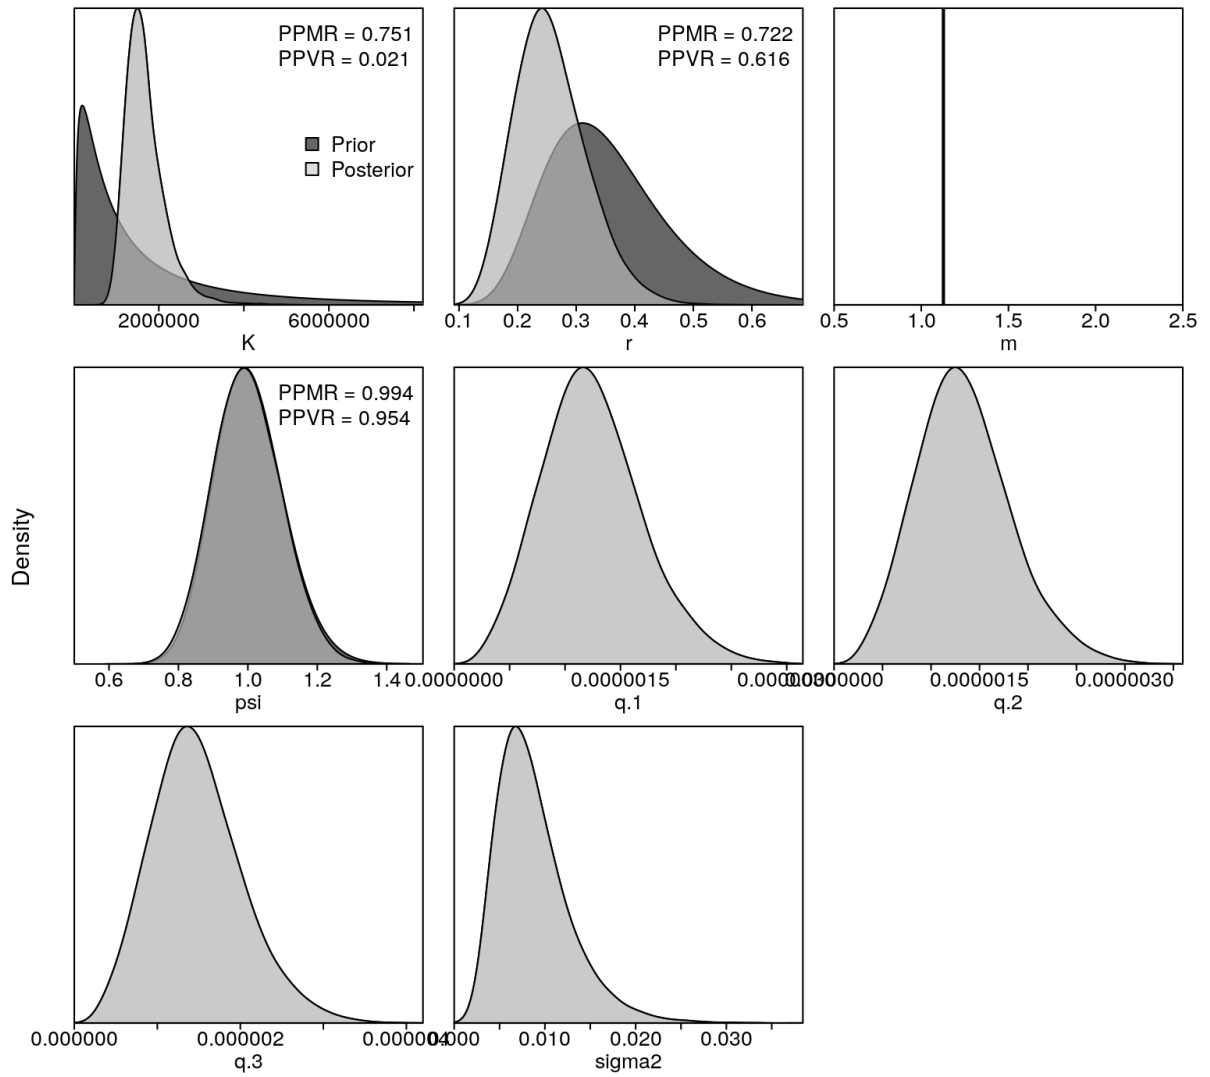 PPMR = 0.751
PPVR = 0.021
Prior
Posterior
2000000 6000000
K
PPMR = 0.722
PPVR = 0.616
0.1 0.2 0.3 0.4 0.5 0.6
r
0.5 1.0 1.5 2.0 2.5
m
Density
PPMR = 0.994
PPVR = 0.954
0.6 0.8 1.0 1.2 1.4
psi
0.0000000 0.0000015
q.1
0.0000015 0.0000030
q.2
0.000000 0.000002
q.3
0.010 0.020 0.030
sigma2